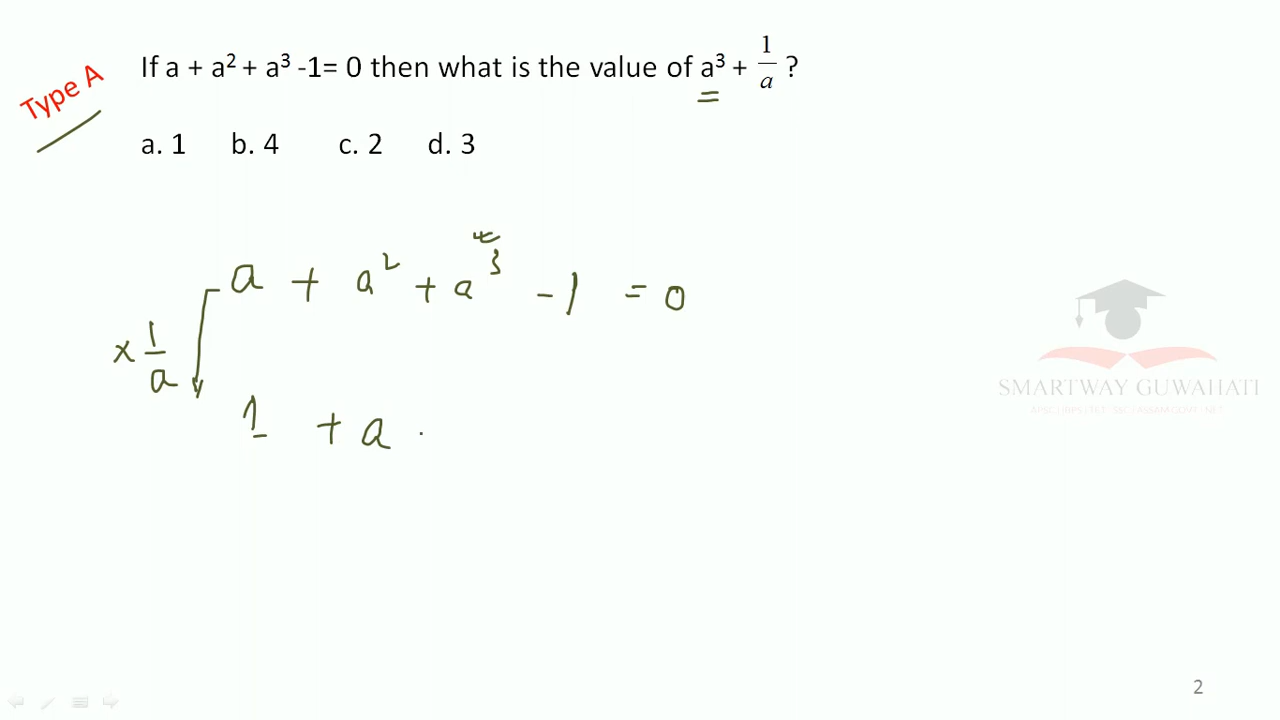 Type A
If a + a² + a³ -1= 0 then what is the value of a³ + 1/a ?
a. 1 b. 4 c. 2 d. 3
a + a² + a³ - 1 = 0
× 1/a
1 + a
SMARTWAY GUWAHATI
2